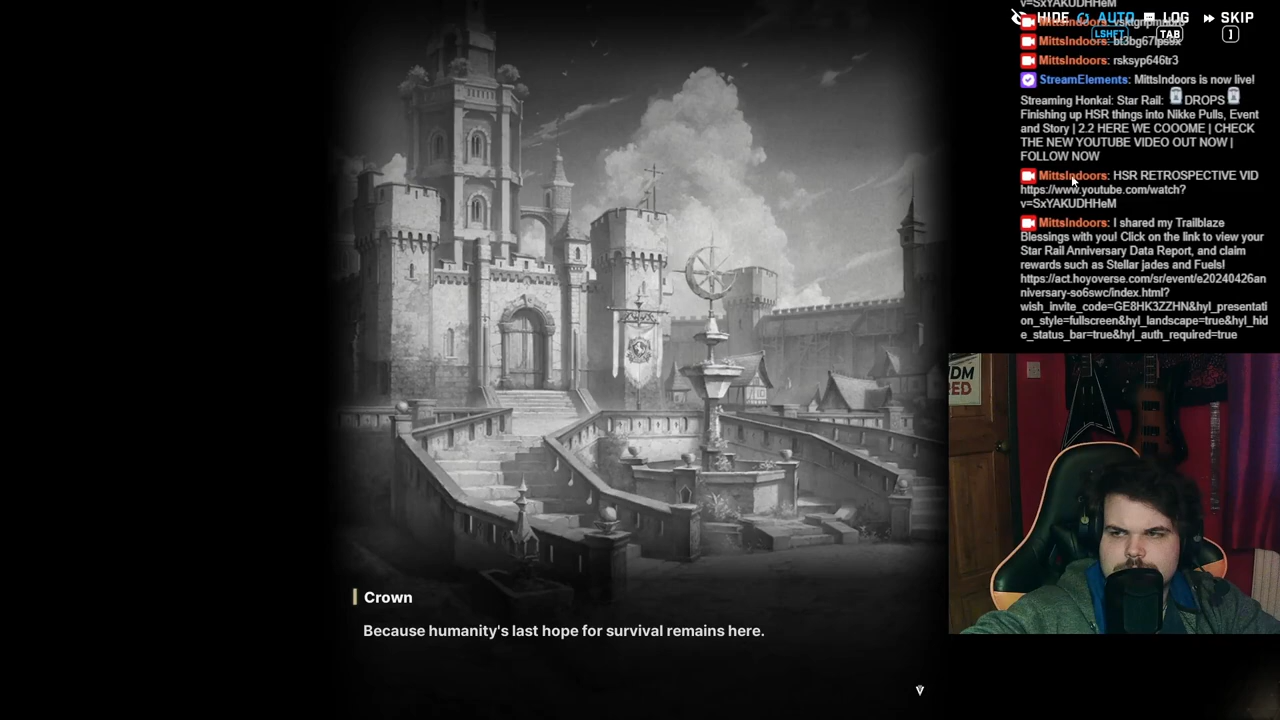 v=SxYAKUDHHeM
HIDE
AUTO
LOG
SKIP
LSHFT
TAB
]
MittsIndoors:
MittsIndoors: bl3bg67lps9x
MittsIndoors: rsksyp646tr3
StreamElements: MittsIndoors is now live!
Streaming Honkai: Star Rail: DROPS
Finishing up HSR things into Nikke Pulls, Event
and Story | 2.2 HERE WE COOOME | CHECK
THE NEW YOUTUBE VIDEO OUT NOW |
FOLLOW NOW
MittsIndoors: HSR RETROSPECTIVE VID
https://www.youtube.com/watch?
v=SxYAKUDHHeM
MittsIndoors: I shared my Trailblaze
Blessings with you! Click on the link to view your
Star Rail Anniversary Data Report, and claim
rewards such as Stellar jades and Fuels!
https://act.hoyoverse.com/sr/event/e20240426an
niversary-so6swc/index.html?
wish_invite_code=GE8HK3ZZHN&hyl_presentati
on_style=fullscreen&hyl_landscape=true&hyl_hid
e_status_bar=true&hyl_auth_required=true
Crown
Because humanity's last hope for survival remains here.